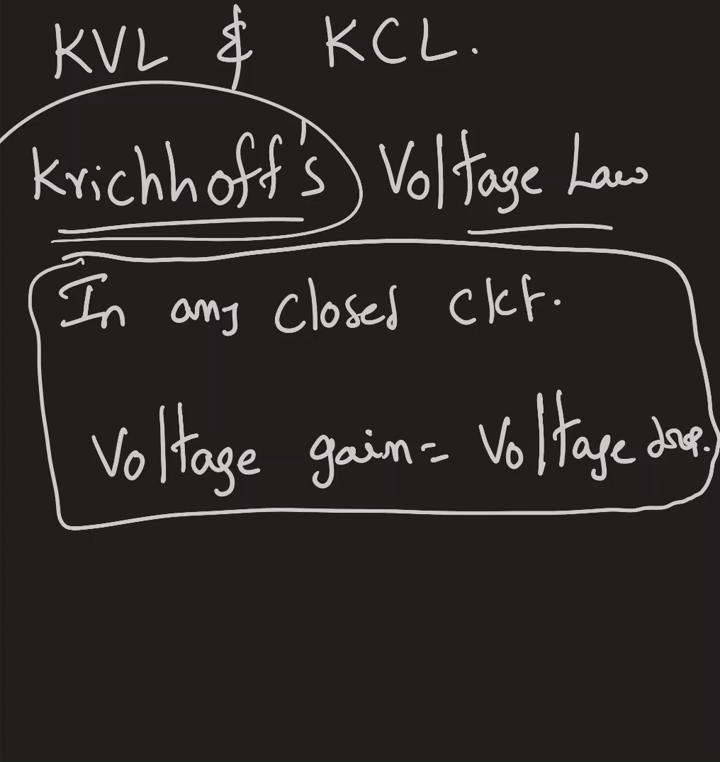 KVL & KCL.
Krichhoff's Voltage Law
In any closed ckt.
Voltage gain = Voltage drop.